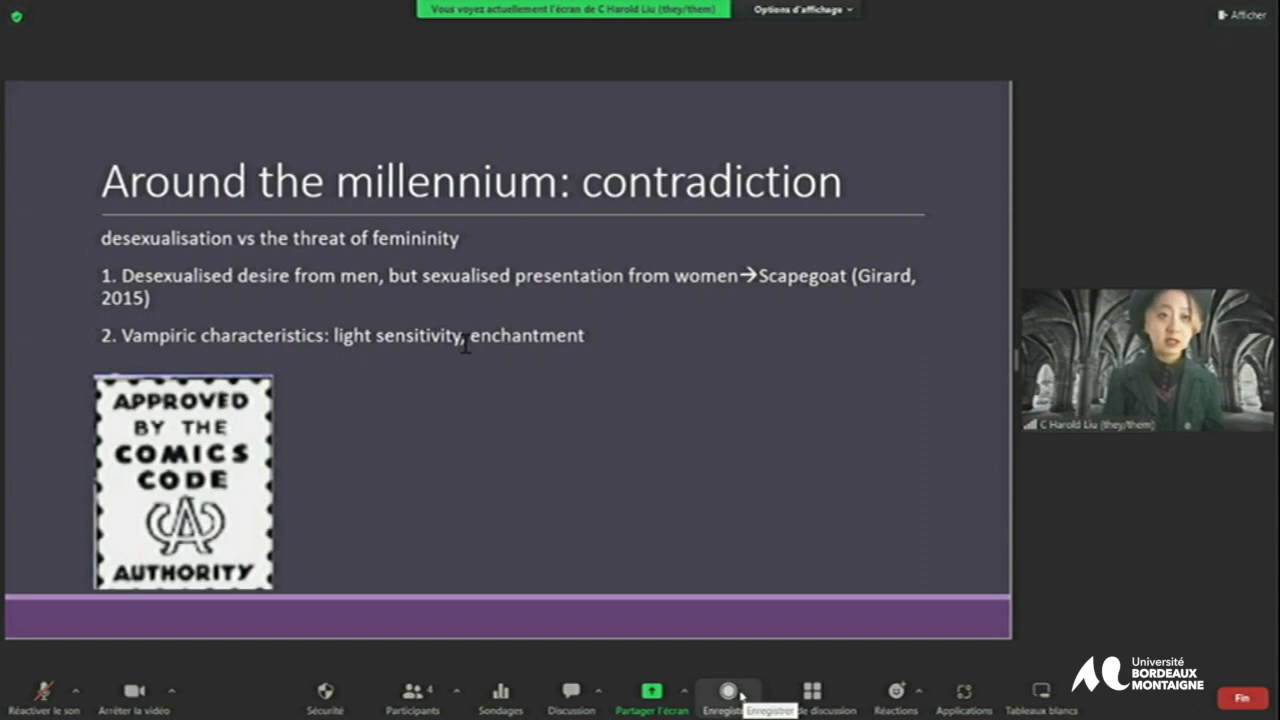 Vous voyez actuellement l'écran de C Harold Liu (they/them)
Options d'affichage
Afficher
Around the millennium: contradiction
desexualisation vs the threat of femininity
1. Desexualised desire from men, but sexualised presentation from women→Scapegoat (Girard,
2015)
2. Vampiric characteristics: light sensitivity, enchantment
APPROVED
BY THE
COMICS
CODE
CA
AUTHORITY
C Harold Liu (they/them)
Université
BORDEAUX
MONTAIGNE
Réactiver le son
Arrêter la vidéo
Sécurité
4
Participants
Sondages
Discussion
Partager l'écran
Enregistrer
de discussion
Réactions
Applications
Tableaux blancs
Fin